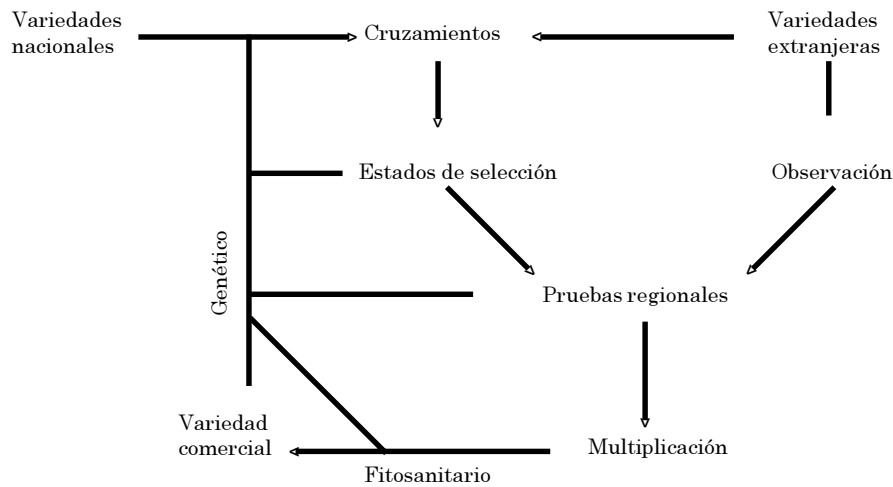 Variedades
nacionales
Cruzamientos
Variedades
extranjeras
Estados de selección
Observación
Genético
Pruebas regionales
Variedad
comercial
Multiplicación
Fitosanitario